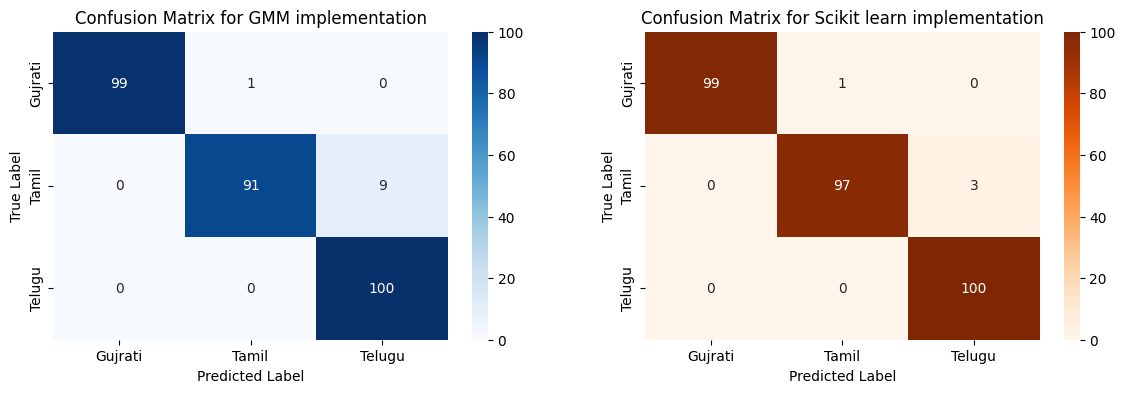 Confusion Matrix for GMM implementation
Gujrati
Tamil
Telugu
True Label
99 1 0
0 91 9
0 0 100
Gujrati Tamil Telugu
Predicted Label
100
80
60
40
20
0
Confusion Matrix for Scikit learn implementation
Gujrati
Tamil
Telugu
True Label
99 1 0
0 97 3
0 0 100
Gujrati Tamil Telugu
Predicted Label
100
80
60
40
20
0